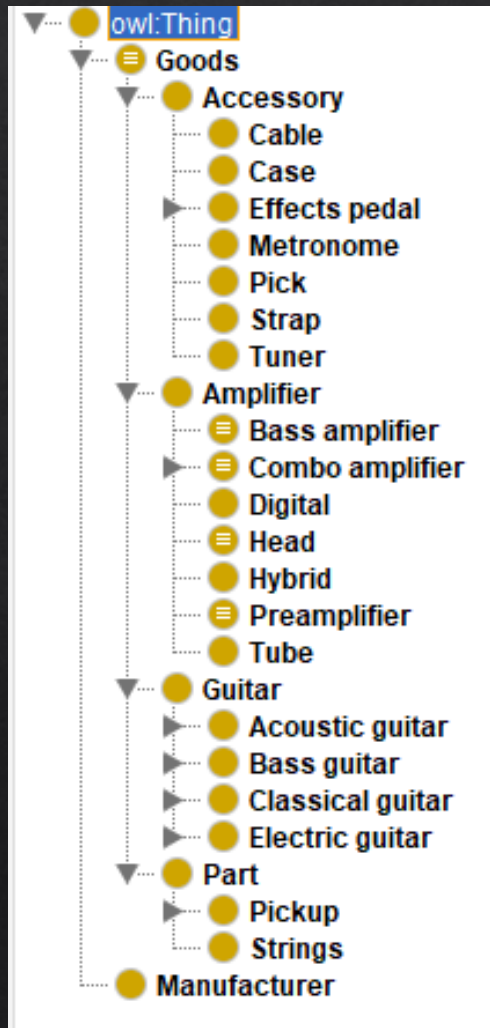 owl:Thing
Goods
Accessory
Cable
Case
Effects pedal
Metronome
Pick
Strap
Tuner
Amplifier
Bass amplifier
Combo amplifier
Digital
Head
Hybrid
Preamplifier
Tube
Guitar
Acoustic guitar
Bass guitar
Classical guitar
Electric guitar
Part
Pickup
Strings
Manufacturer